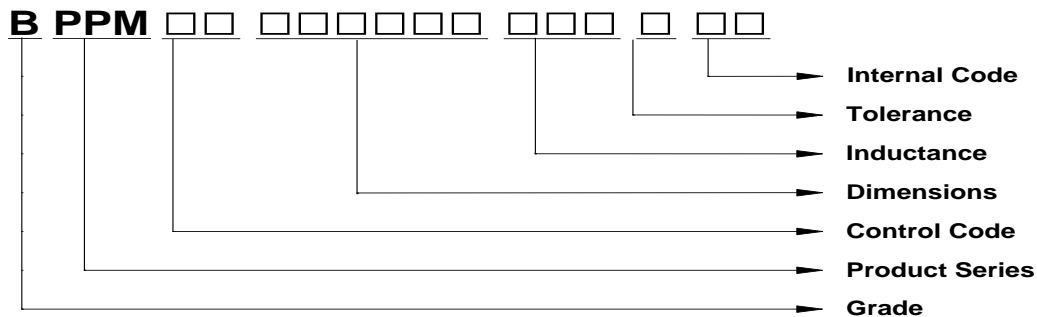 B PPM □□ □□□□□□ □□□ □ □□
Internal Code
Tolerance
Inductance
Dimensions
Control Code
Product Series
Grade